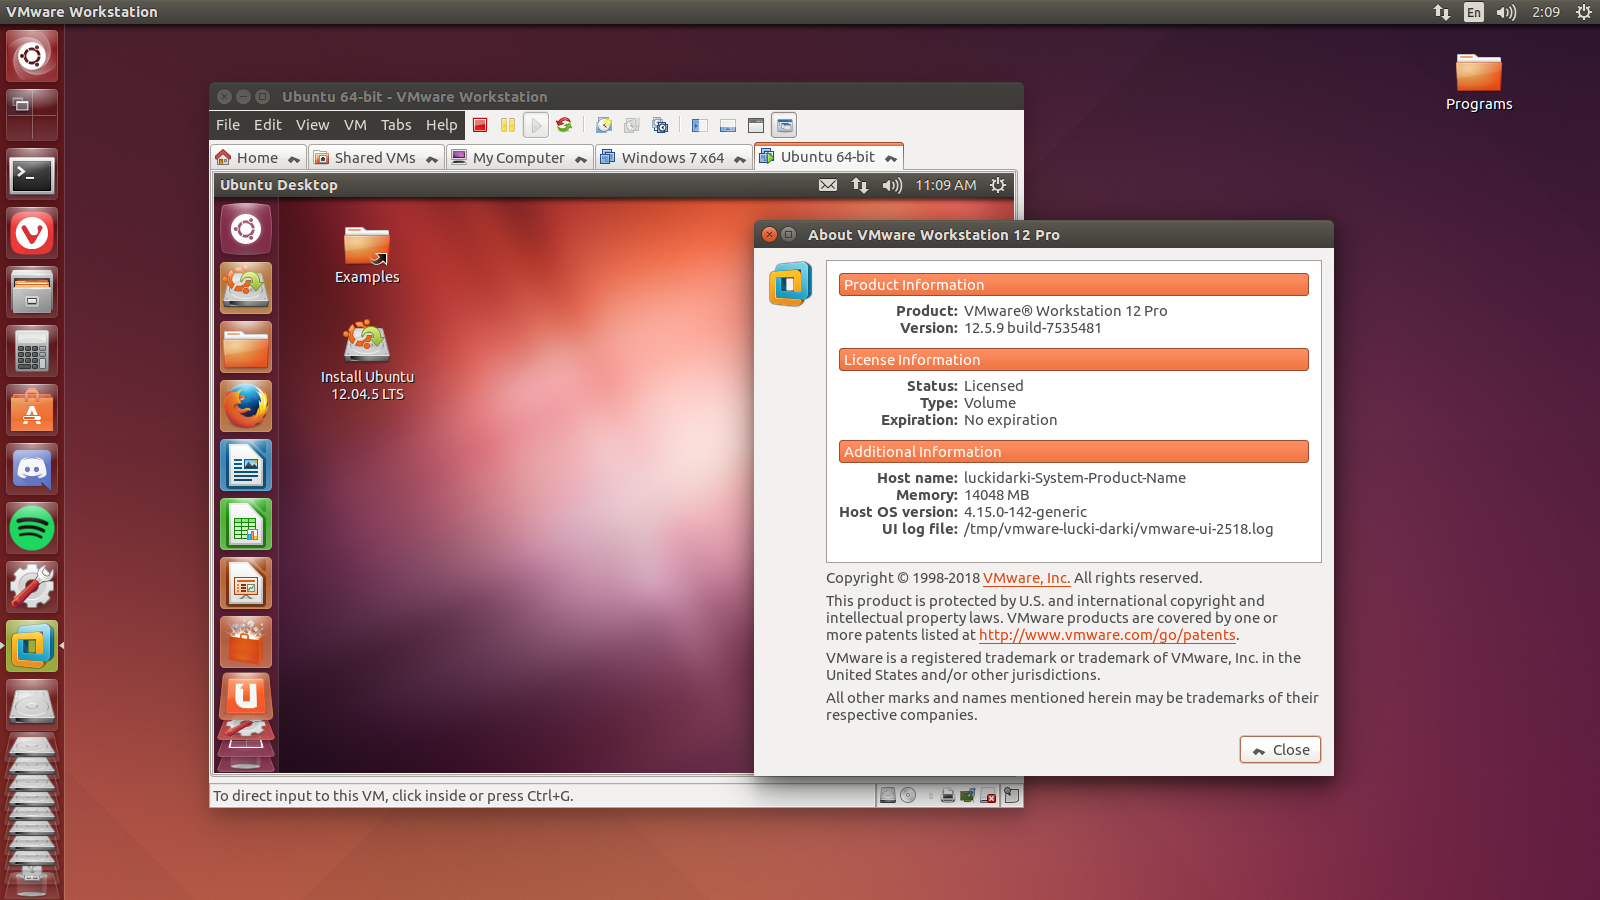 VMware Workstation
En
2:09
Programs
Ubuntu 64-bit - VMware Workstation
File Edit View VM Tabs Help
Home
Shared VMs
My Computer
Windows 7 x64
Ubuntu 64-bit
Ubuntu Desktop
11:09 AM
Examples
Install Ubuntu
12.04.5 LTS
To direct input to this VM, click inside or press Ctrl+G.
About VMware Workstation 12 Pro
Product Information
Product: VMware® Workstation 12 Pro
Version: 12.5.9 build-7535481
License Information
Status: Licensed
Type: Volume
Expiration: No expiration
Additional Information
Host name: luckidarki-System-Product-Name
Memory: 14048 MB
Host OS version: 4.15.0-142-generic
UI log file: /tmp/vmware-lucki-darki/vmware-ui-2518.log
Copyright © 1998-2018 VMware, Inc. All rights reserved.
This product is protected by U.S. and international copyright and
intellectual property laws. VMware products are covered by one or
more patents listed at http://www.vmware.com/go/patents.
VMware is a registered trademark or trademark of VMware, Inc. in the
United States and/or other jurisdictions.
All other marks and names mentioned herein may be trademarks of their
respective companies.
Close